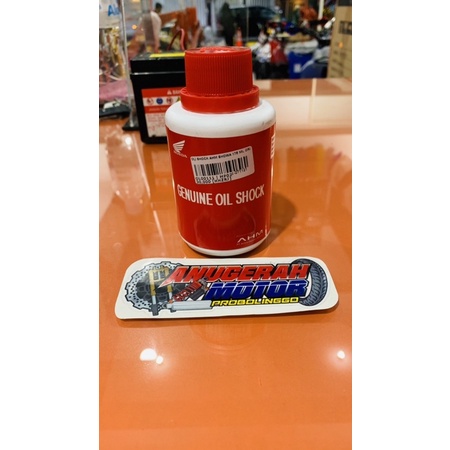 GENUINE OIL SHOCK
AHM
ANUGERAH
MOTOR
PROBOLINGGO